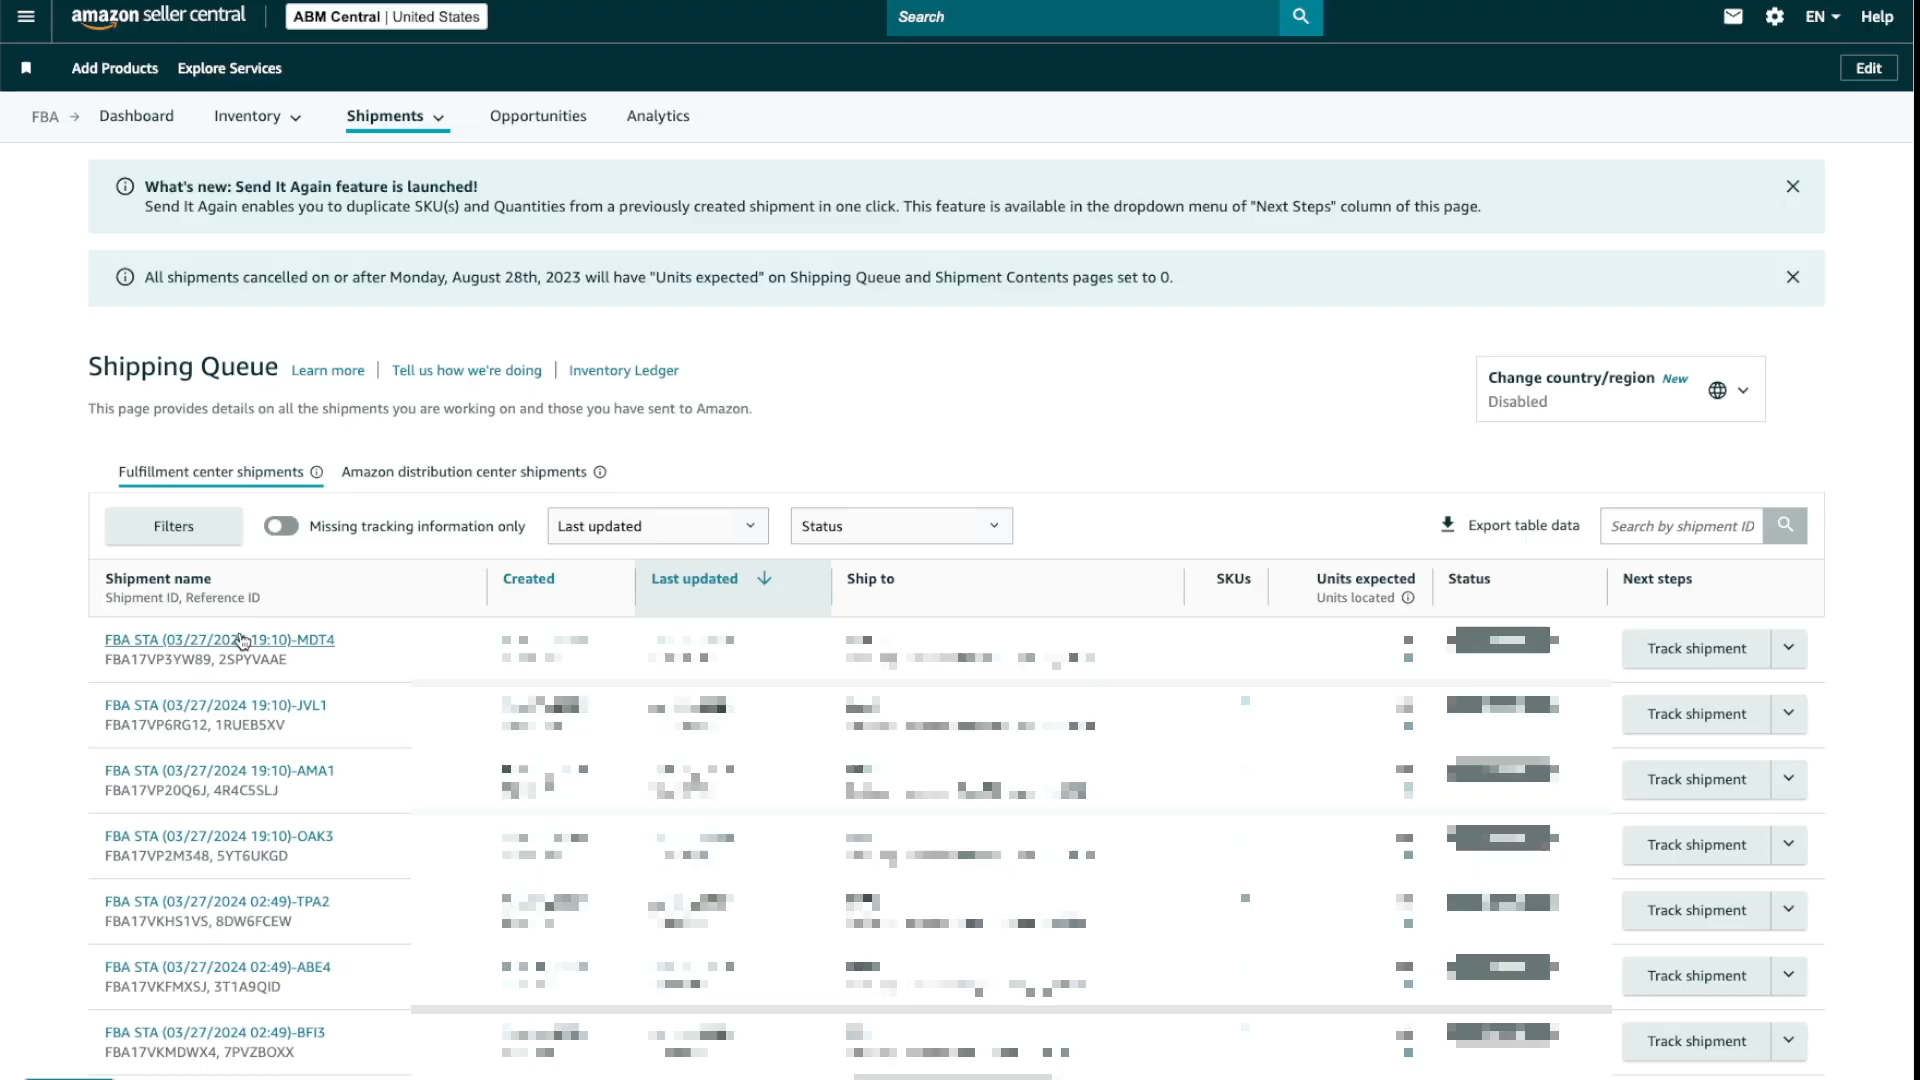 amazon seller central
ABM Central | United States
Search
EN
Help
Add Products
Explore Services
Edit
FBA → Dashboard
Inventory
Shipments
Opportunities
Analytics
What's new: Send It Again feature is launched!
Send It Again enables you to duplicate SKU(s) and Quantities from a previously created shipment in one click. This feature is available in the dropdown menu of "Next Steps" column of this page.
All shipments cancelled on or after Monday, August 28th, 2023 will have "Units expected" on Shipping Queue and Shipment Contents pages set to 0.
Shipping Queue
Learn more | Tell us how we're doing | Inventory Ledger
Change country/region New
Disabled
This page provides details on all the shipments you are working on and those you have sent to Amazon.
Fulfillment center shipments
Amazon distribution center shipments
Filters
Missing tracking information only
Last updated
Status
Export table data
Search by shipment ID
Shipment name
Shipment ID, Reference ID
Created
Last updated
Ship to
SKUs
Units expected
Units located
Status
Next steps
FBA STA (03/27/202 19:10)-MDT4
FBA17VP3YW89, 2SPYVAAE
Track shipment
FBA STA (03/27/2024 19:10)-JVL1
FBA17VP6RG12, 1RUEB5XV
Track shipment
FBA STA (03/27/2024 19:10)-AMA1
FBA17VP20Q6J, 4R4C5SLJ
Track shipment
FBA STA (03/27/2024 19:10)-OAK3
FBA17VP2M348, 5YT6UKGD
Track shipment
FBA STA (03/27/2024 02:49)-TPA2
FBA17VKHS1VS, 8DW6FCEW
Track shipment
FBA STA (03/27/2024 02:49)-ABE4
FBA17VKFMXSJ, 3T1A9QID
Track shipment
FBA STA (03/27/2024 02:49)-BFI3
FBA17VKMDWX4, 7PVZBOXX
Track shipment